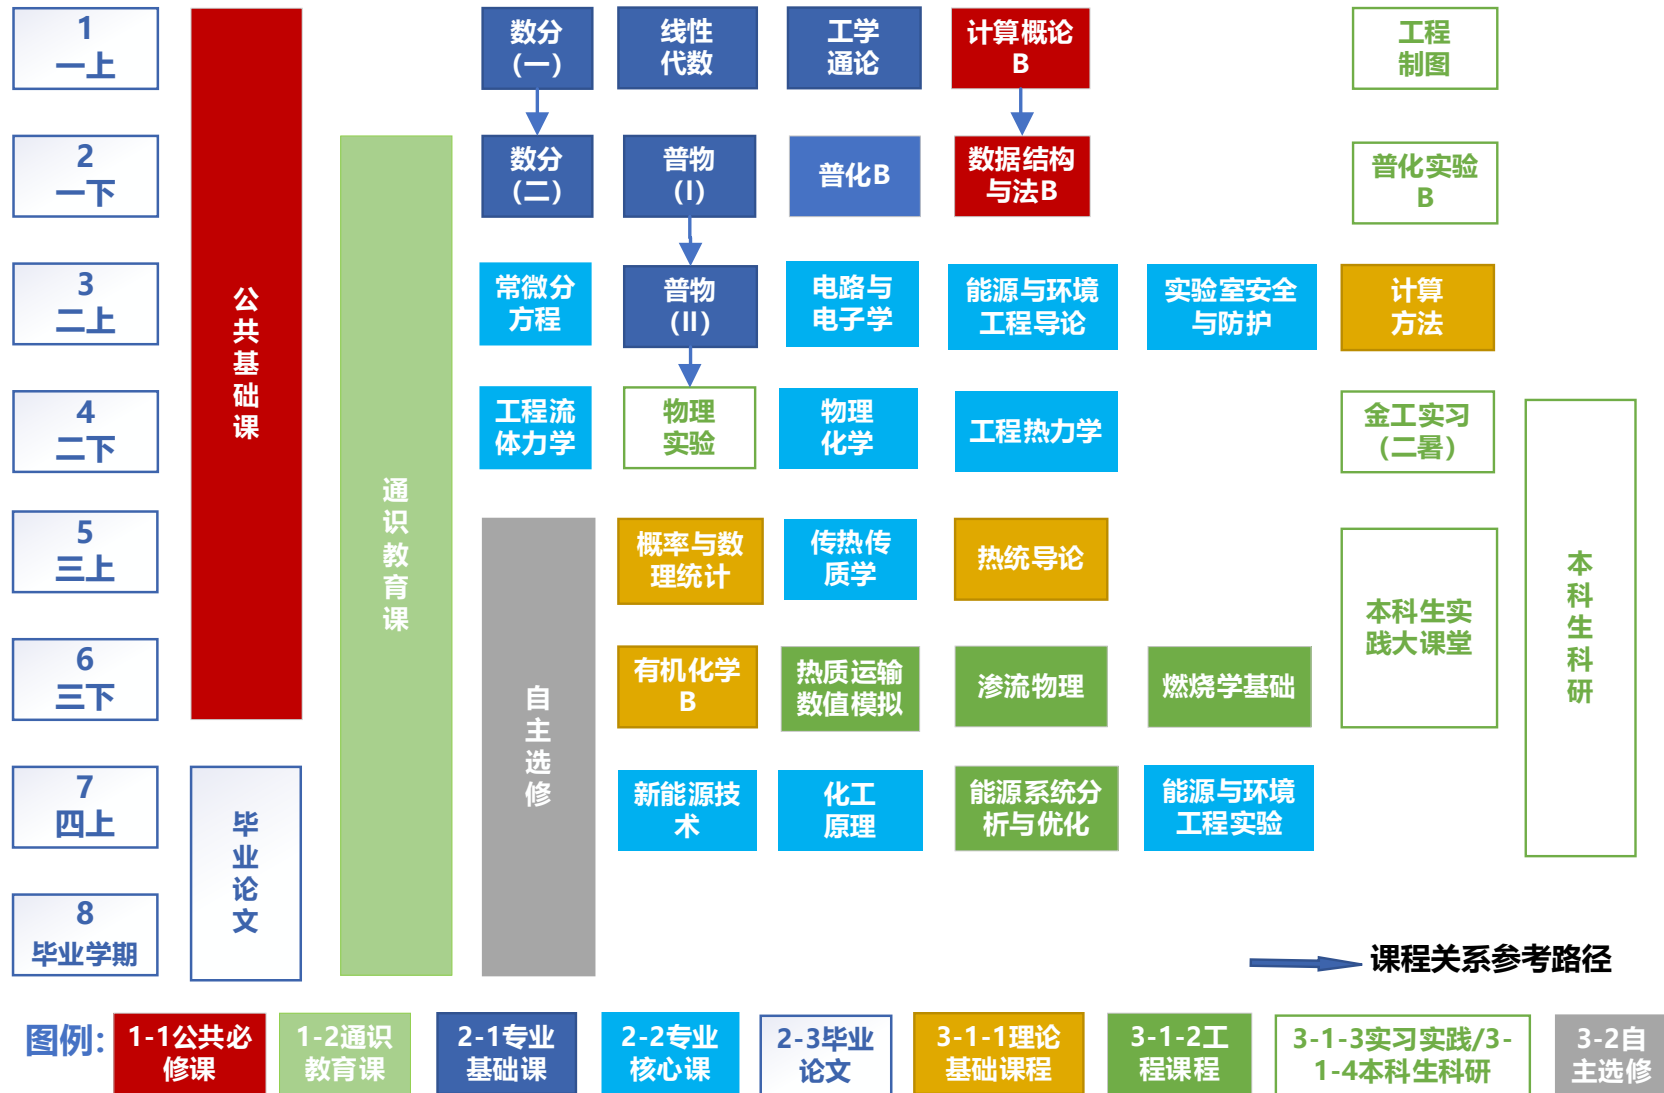 1
一上
数分
（一）
线性
代数
工学
通论
计算概论
B
工程
制图
2
一下
数分
（二）
普物
（I）
普化B
数据结构
与法B
普化实验
B
3
二上
常微分
方程
普物
（II）
电路与
电子学
能源与环境
工程导论
实验室安全
与防护
计算
方法
公
共
基
础
课
4
二下
工程流
体力学
物理
实验
物理
化学
工程热力学
金工实习
（二暑）
通
识
教
育
课
5
三上
概率与数
理统计
传热传
质学
热统导论
本科生实
践大课堂
本
科
生
科
研
6
三下
自
主
选
修
有机化学
B
热质运输
数值模拟
渗流物理
燃烧学基础
7
四上
毕
业
论
文
新能源技
术
化工
原理
能源系统分
析与优化
能源与环境
工程实验
8
毕业学期
课程关系参考路径
图例：
1-1公共必
修课
1-2通识
教育课
2-1专业
基础课
2-2专业
核心课
2-3毕业
论文
3-1-1理论
基础课程
3-1-2工
程课程
3-1-3实习实践/3-
1-4本科生科研
3-2自
主选修